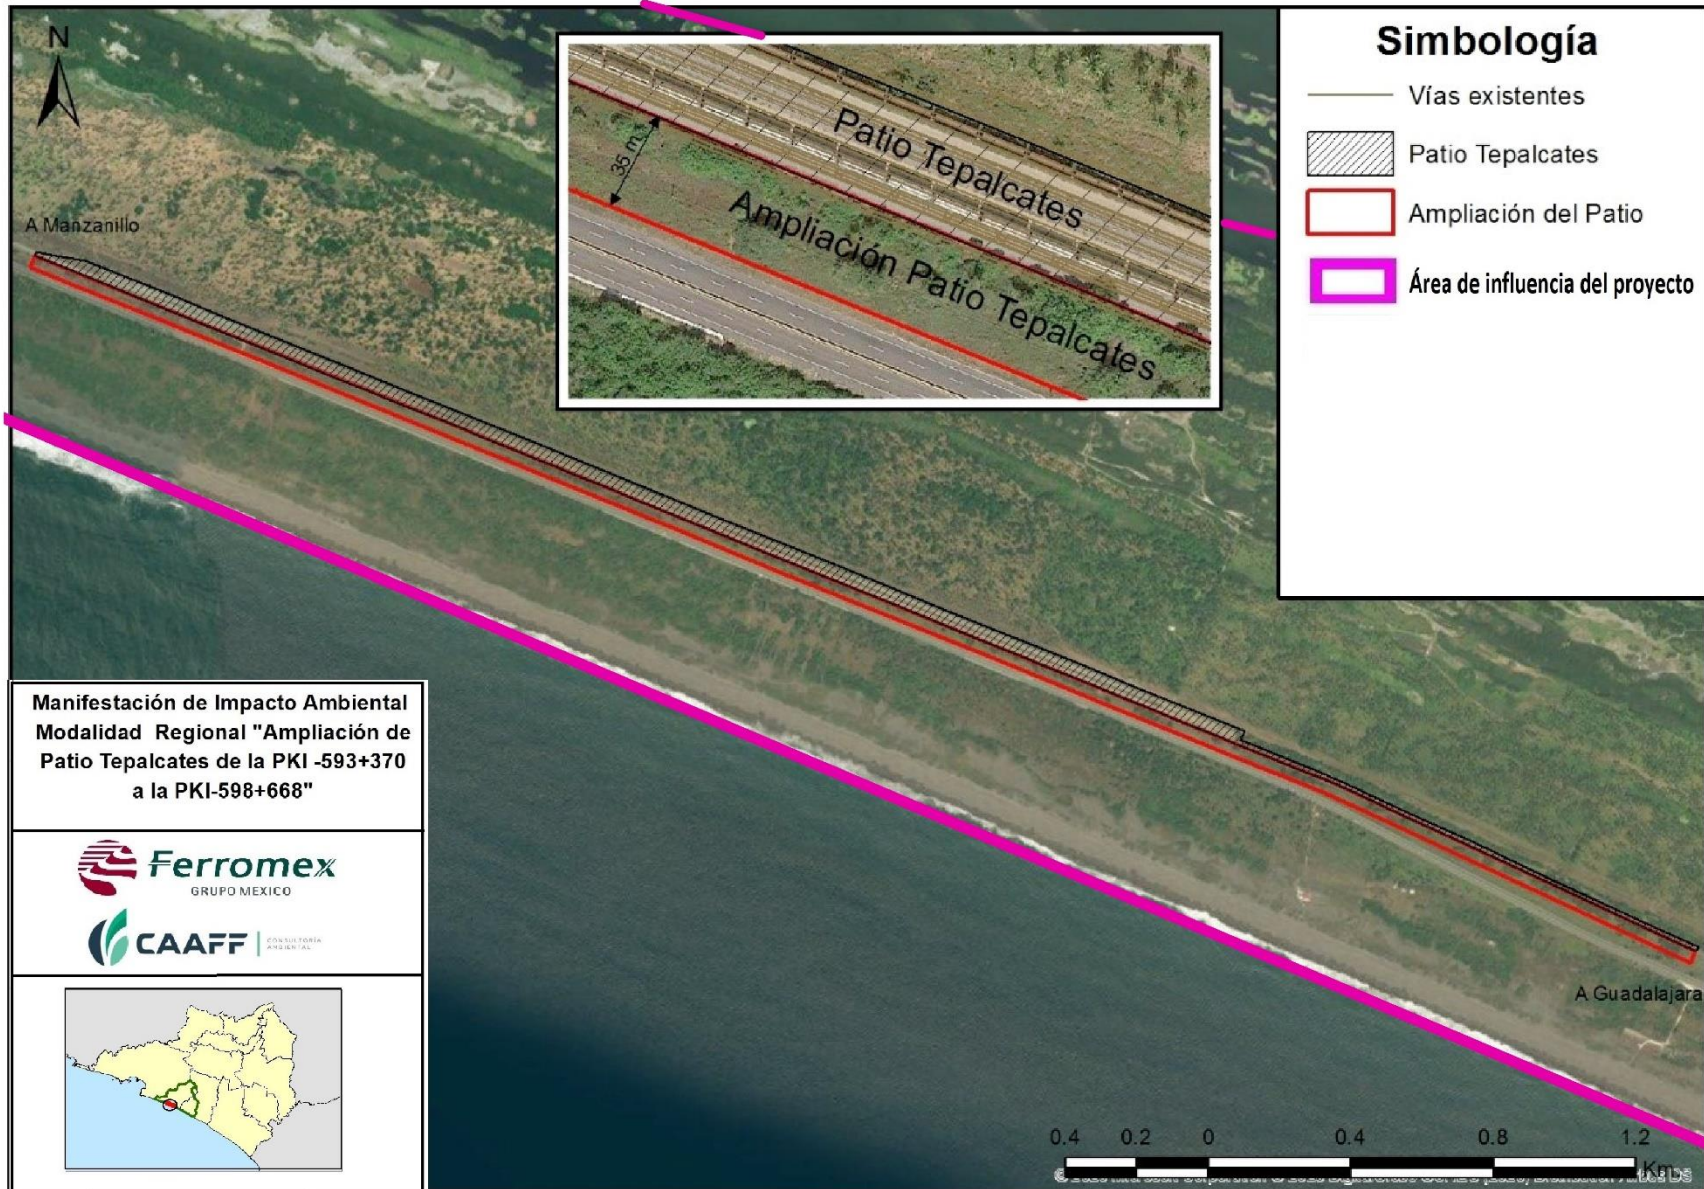 N
A Manzanillo
35 m
Patio Tepalcates
Ampliación Patio Tepalcates
Simbología
Vías existentes
Patio Tepalcates
Ampliación del Patio
Área de influencia del proyecto
Manifestación de Impacto Ambiental
Modalidad Regional "Ampliación de
Patio Tepalcates de la PKI -593+370
a la PKI-598+668"
Ferromex
GRUPO MEXICO
CAAFF
CONSULTORÍA
AMBIENTAL
A Guadalajara
0.4 0.2 0 0.4 0.8 1.2
Km